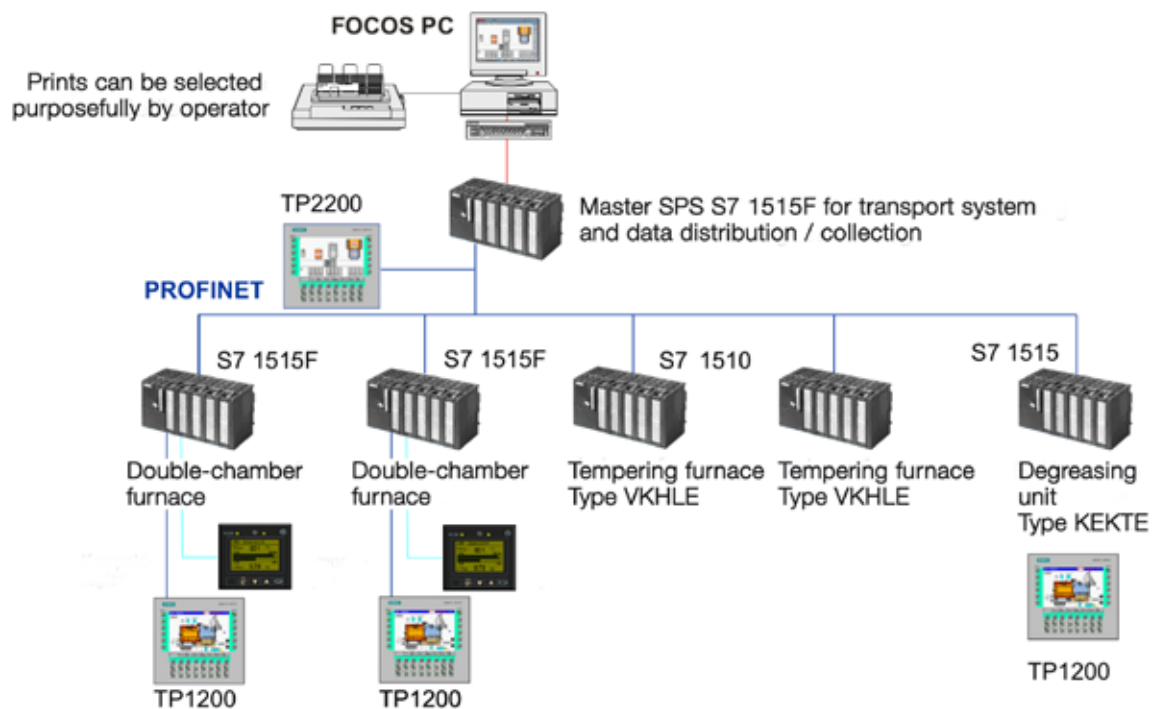 FOCOS PC
Prints can be selected
purposefully by operator
TP2200
Master SPS S7 1515F for transport system
and data distribution / collection
PROFINET
S7 1515F
S7 1515F
S7 1510
S7 1515
Double-chamber
furnace
Double-chamber
furnace
Tempering furnace
Type VKHLE
Tempering furnace
Type VKHLE
Degreasing
unit
Type KEKTE
TP1200
TP1200
TP1200